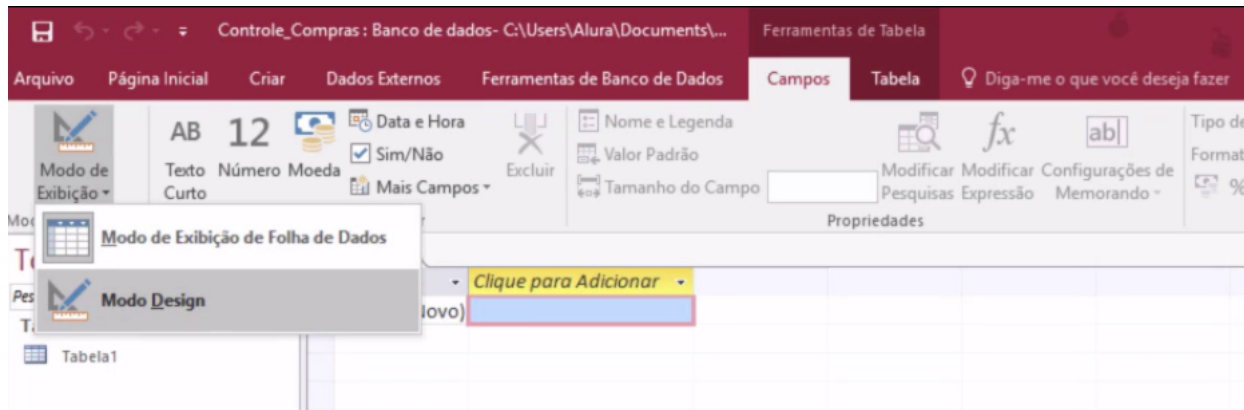 Controle_Compras : Banco de dados- C:\Users\Alura\Documents\...
Ferramentas de Tabela
Arquivo Página Inicial Criar Dados Externos Ferramentas de Banco de Dados Campos Tabela Diga-me o que você deseja fazer
Modo de Exibição
AB Texto Curto
12 Número
Moeda
Data e Hora
Sim/Não
Mais Campos
Excluir
Nome e Legenda
Valor Padrão
Tamanho do Campo
Modificar Pesquisas
fx Modificar Expressão
ab Configurações de Memorando
Propriedades
Tipo de
Format
%
Modo de Exibição de Folha de Dados
Modo Design
Clique para Adicionar
Novo)
Tabela1